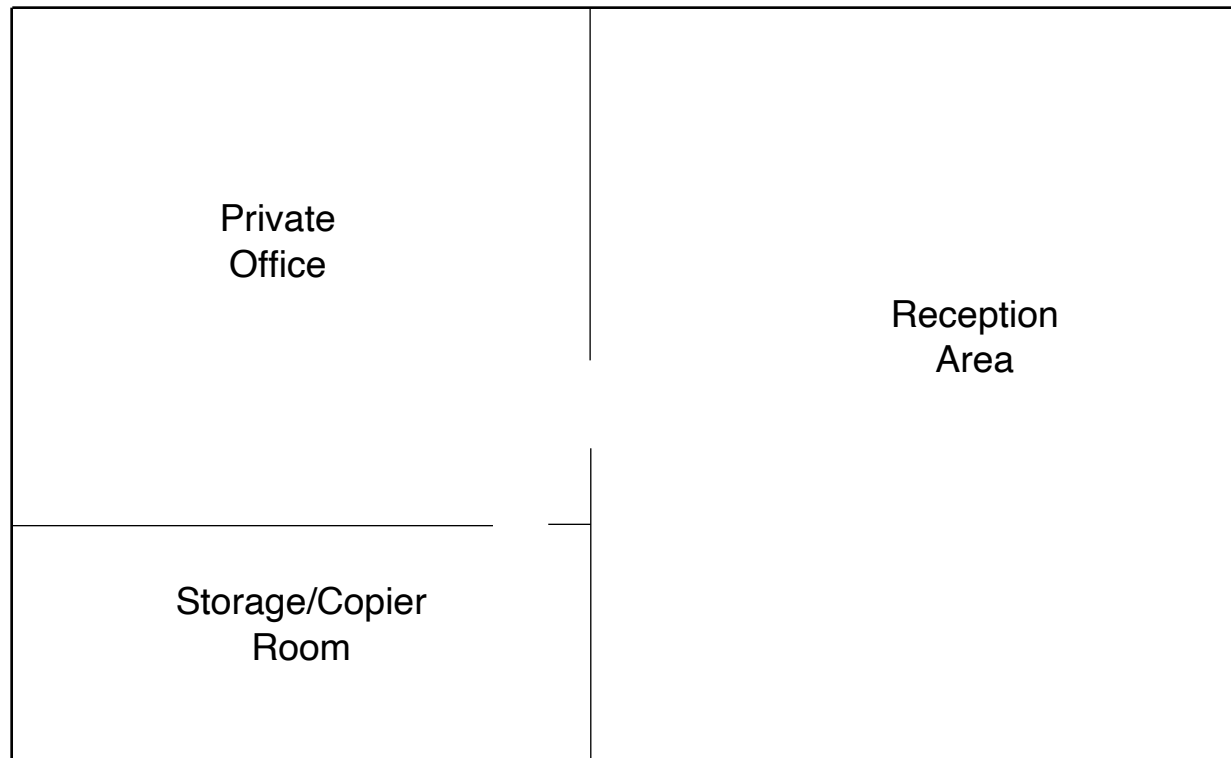 Private
Office
Reception
Area
Storage/Copier
Room